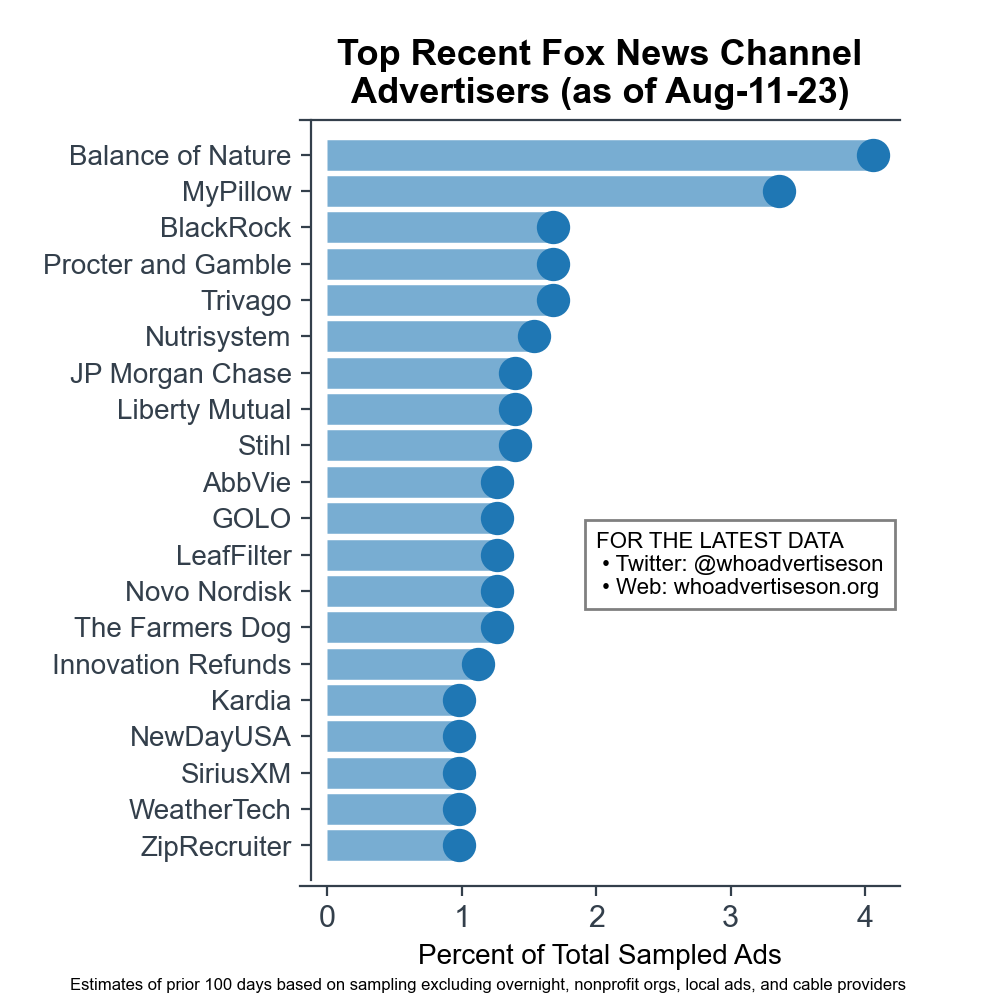 Top Recent Fox News Channel
Advertisers (as of Aug-11-23)
Balance of Nature
MyPillow
BlackRock
Procter and Gamble
Trivago
Nutrisystem
JP Morgan Chase
Liberty Mutual
Stihl
AbbVie
GOLO
LeafFilter
Novo Nordisk
The Farmers Dog
Innovation Refunds
Kardia
NewDayUSA
SiriusXM
WeatherTech
ZipRecruiter
FOR THE LATEST DATA
• Twitter: @whoadvertiseson
• Web: whoadvertiseson.org
0 1 2 3 4
Percent of Total Sampled Ads
Estimates of prior 100 days based on sampling excluding overnight, nonprofit orgs, local ads, and cable providers